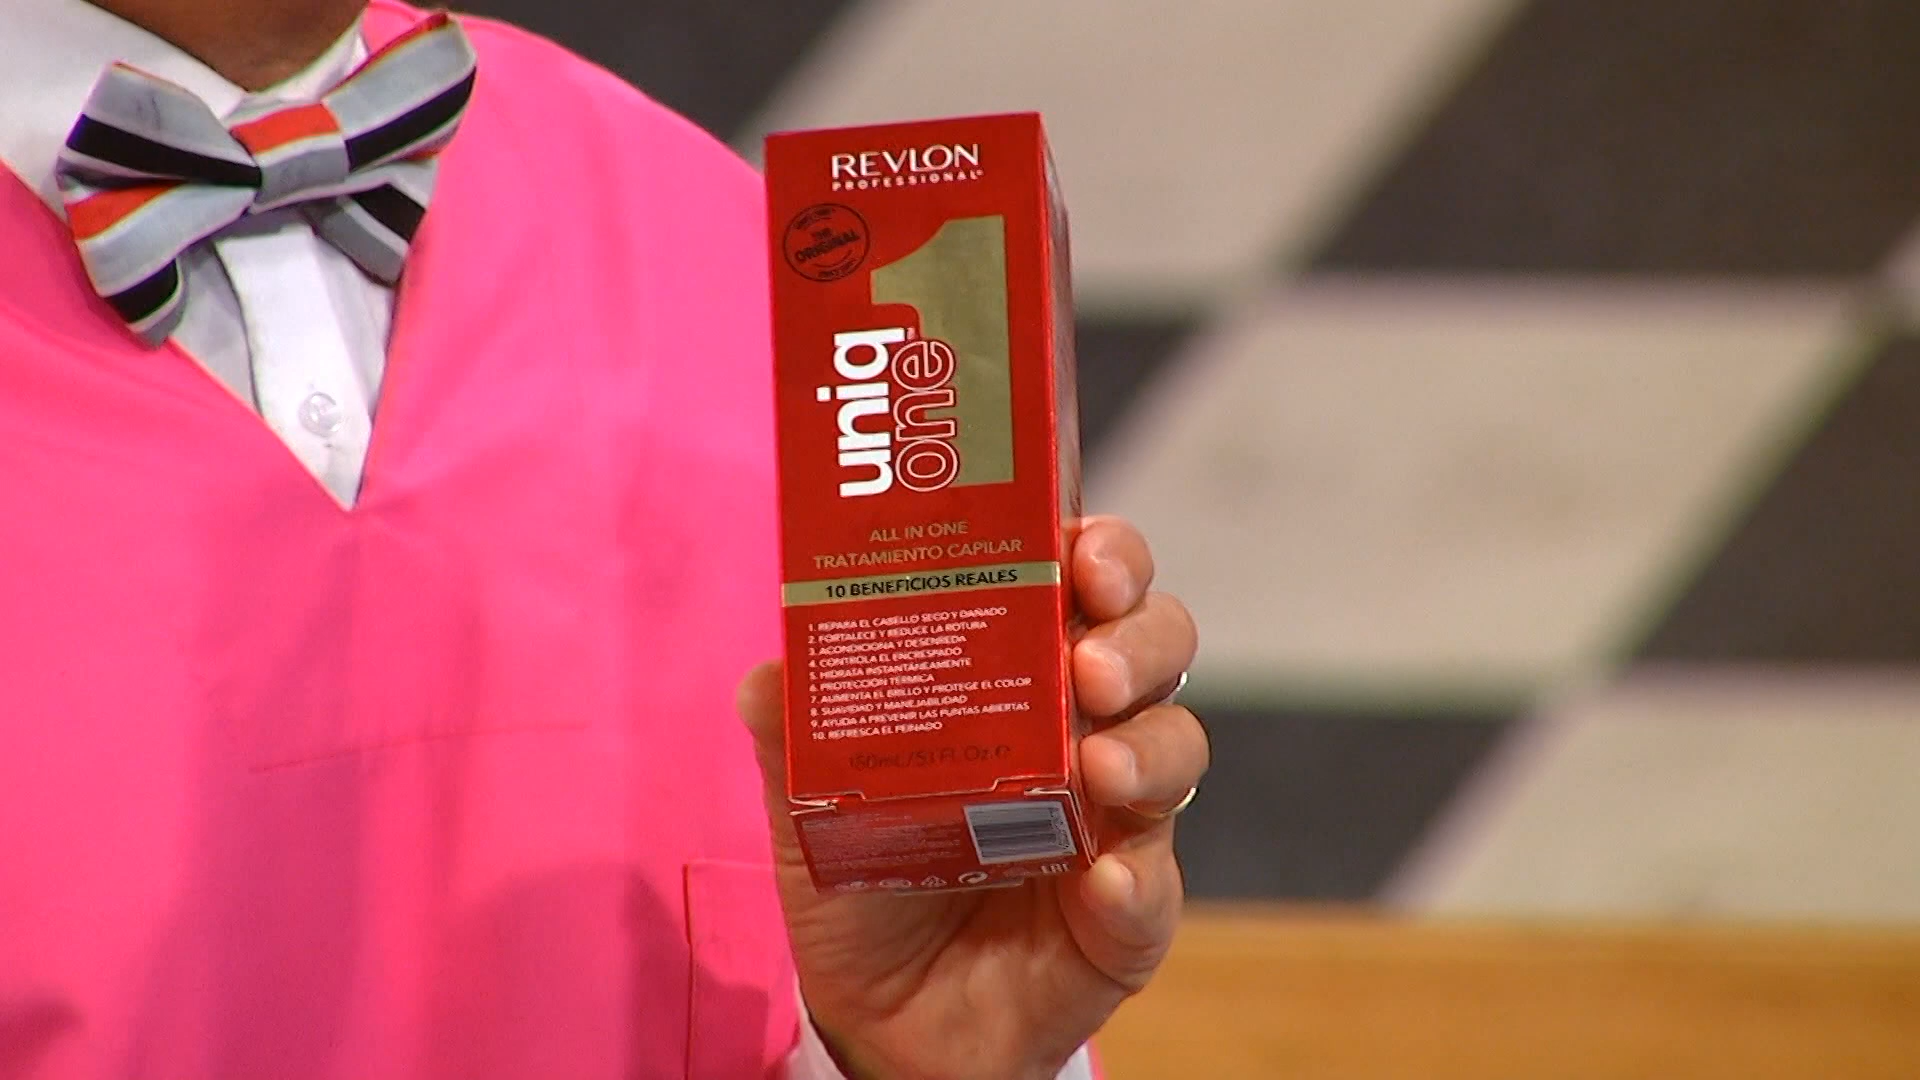 REVLON
PROFESSIONAL
THE
ORIGINAL
uniq
one
1
ALL IN ONE
TRATAMIENTO CAPILAR
10 BENEFICIOS REALES
1. REPARA EL CABELLO SECO Y DAÑADO
2. FORTALECE Y REDUCE LA ROTURA
3. ACONDICIONA Y DESENREDA
4. CONTROLA EL ENCRESPADO
5. HIDRATA INSTANTÁNEAMENTE
6. PROTECCIÓN TÉRMICA
7. AUMENTA EL BRILLO Y PROTEGE EL COLOR
8. SUAVIDAD Y MANEJABILIDAD
9. AYUDA A PREVENIR LAS PUNTAS ABIERTAS
10. REFRESCA EL PEINADO
150mL/5.1 FL.Oz.℮
EAC